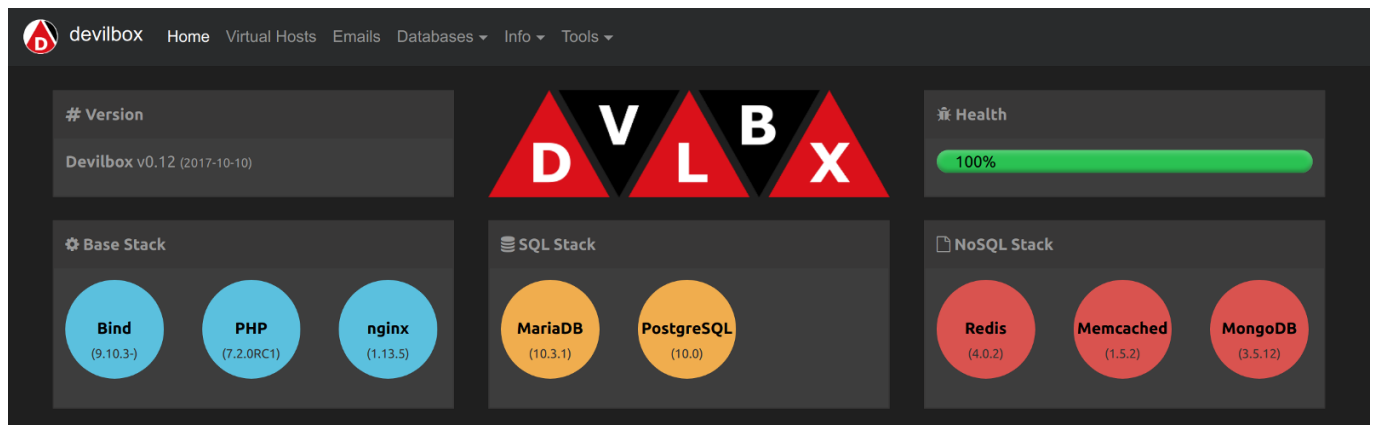 D devilbox Home Virtual Hosts Emails Databases Info Tools
# Version
Devilbox v0.12 (2017-10-10)
D V L B X
Health
100%
Base Stack
Bind
(9.10.3-)
PHP
(7.2.0RC1)
nginx
(1.13.5)
SQL Stack
MariaDB
(10.3.1)
PostgreSQL
(10.0)
NoSQL Stack
Redis
(4.0.2)
Memcached
(1.5.2)
MongoDB
(3.5.12)